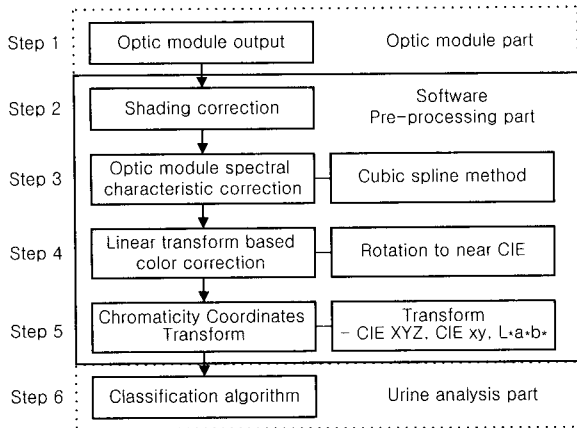 Step 1
Optic module output
Optic module part
Step 2
Shading correction
Software
Pre-processing part
Step 3
Optic module spectral
characteristic correction
Cubic spline method
Step 4
Linear transform based
color correction
Rotation to near CIE
Step 5
Chromaticity Coordinates
Transform
Transform
- CIE XYZ, CIE xy, L*a*b*
Step 6
Classification algorithm
Urine analysis part